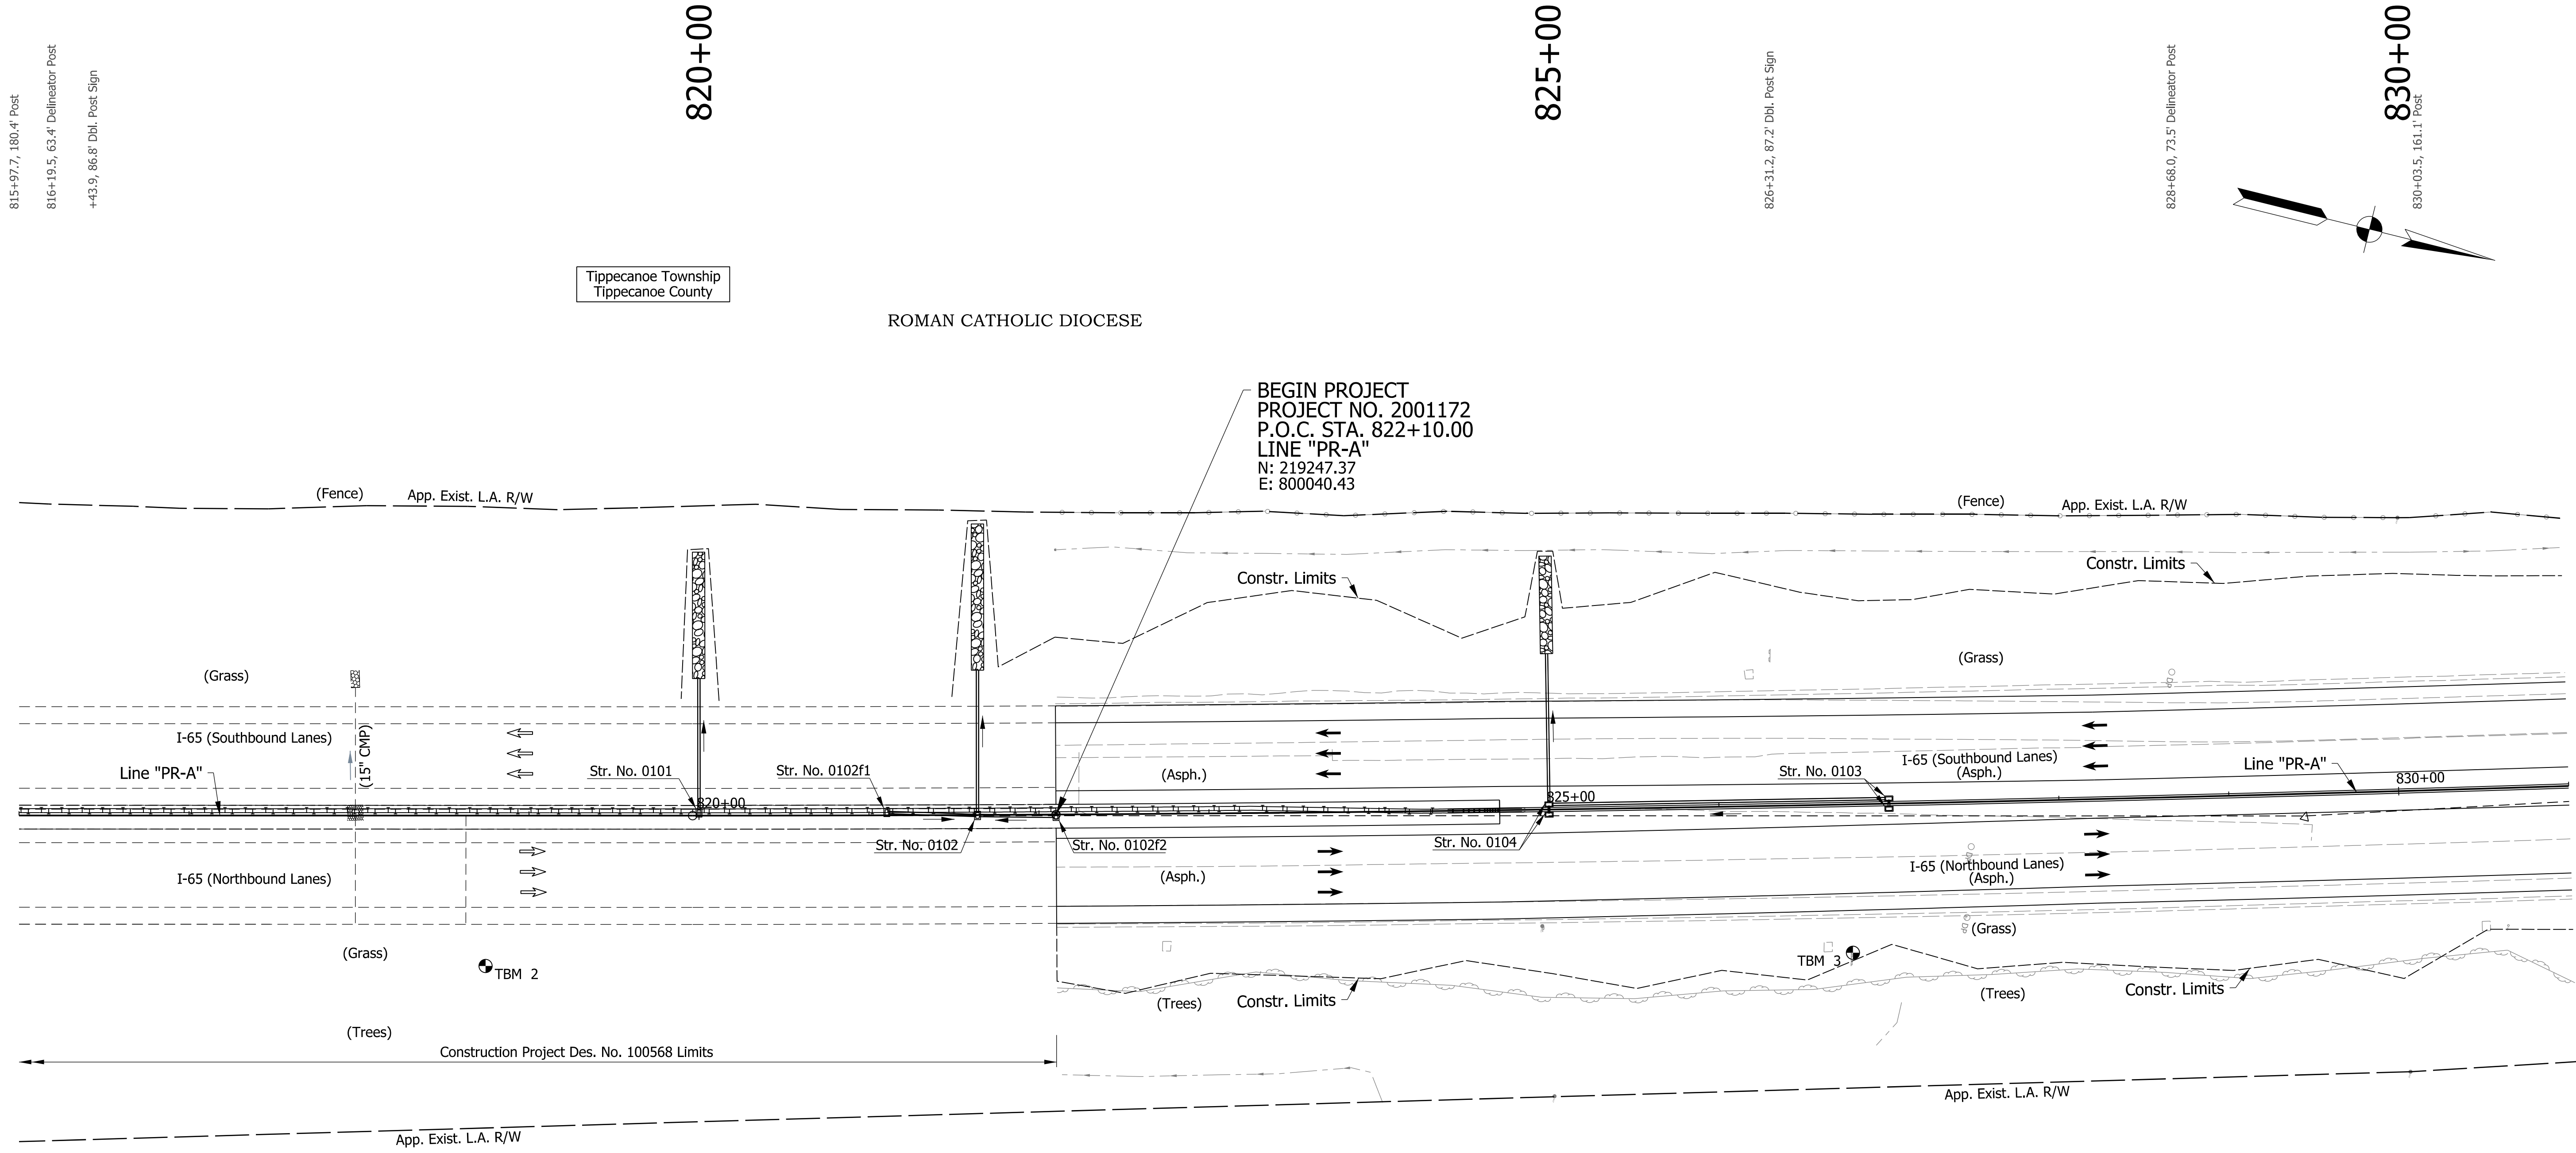 820+00
825+00
830+00
815+97.7, 180.4' Post
816+19.5, 63.4' Delineator Post
+43.9, 86.8' Dbl. Post Sign
826+31.2, 87.2' Dbl. Post Sign
828+68.0, 73.5' Delineator Post
830+03.5, 161.1' Post
Tippecanoe Township
Tippecanoe County
ROMAN CATHOLIC DIOCESE
BEGIN PROJECT
PROJECT NO. 2001172
P.O.C. STA. 822+10.00
LINE "PR-A"
N: 219247.37
E: 800040.43
(Fence)
App. Exist. L.A. R/W
(Fence)
App. Exist. L.A. R/W
Constr. Limits
Constr. Limits
(Grass)
(Grass)
I-65 (Southbound Lanes)
(15" CMP)
Line "PR-A"
Str. No. 0101
Str. No. 0102f1
(Asph.)
Str. No. 0103
I-65 (Southbound Lanes)
(Asph.)
Line "PR-A"
820+00
825+00
830+00
Str. No. 0102
Str. No. 0102f2
Str. No. 0104
I-65 (Northbound Lanes)
(Asph.)
I-65 (Northbound Lanes)
(Asph.)
(Grass)
(Grass)
TBM 2
TBM 3
(Trees)
Constr. Limits
(Trees)
Constr. Limits
(Trees)
Construction Project Des. No. 100568 Limits
App. Exist. L.A. R/W
App. Exist. L.A. R/W